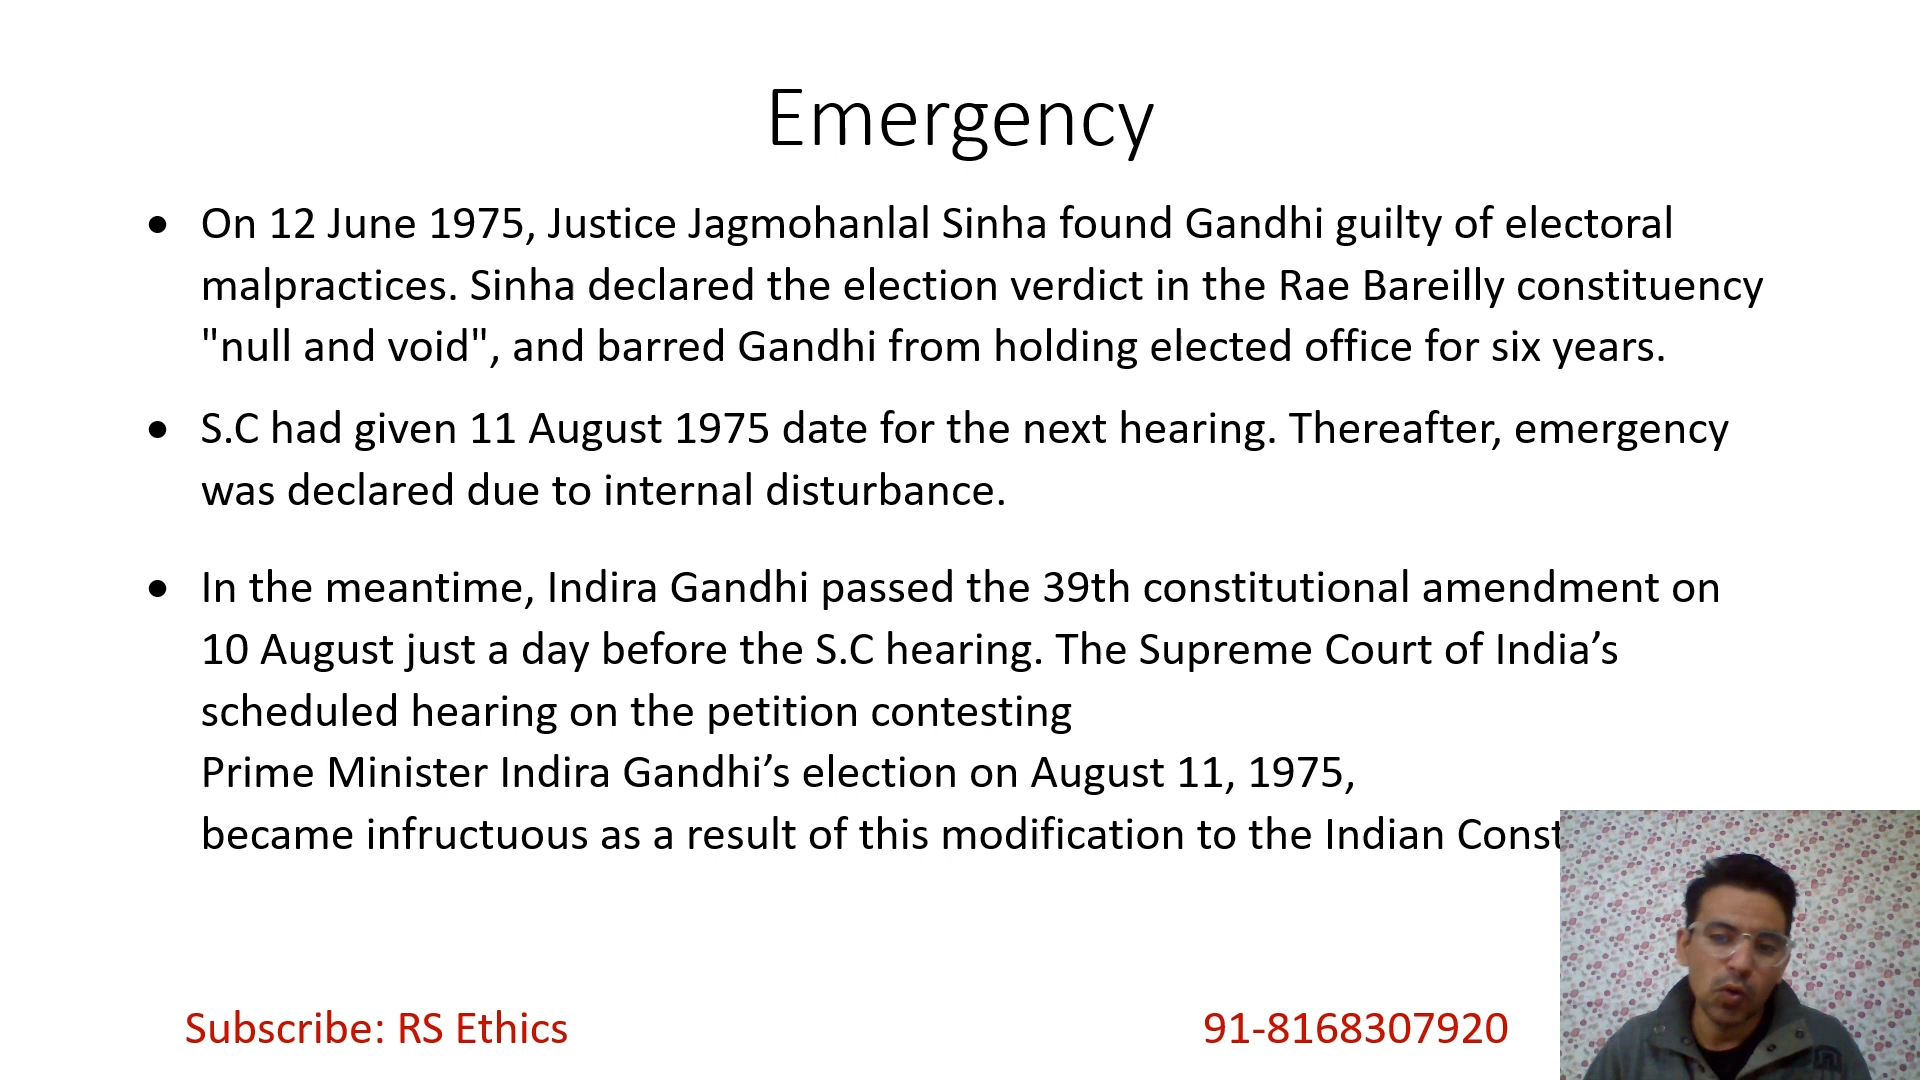 Emergency
• On 12 June 1975, Justice Jagmohanlal Sinha found Gandhi guilty of electoral
malpractices. Sinha declared the election verdict in the Rae Bareilly constituency
"null and void", and barred Gandhi from holding elected office for six years.
• S.C had given 11 August 1975 date for the next hearing. Thereafter, emergency
was declared due to internal disturbance.
• In the meantime, Indira Gandhi passed the 39th constitutional amendment on
10 August just a day before the S.C hearing. The Supreme Court of India’s
scheduled hearing on the petition contesting
Prime Minister Indira Gandhi’s election on August 11, 1975,
became infructuous as a result of this modification to the Indian
Subscribe: RS Ethics
91-8168307920